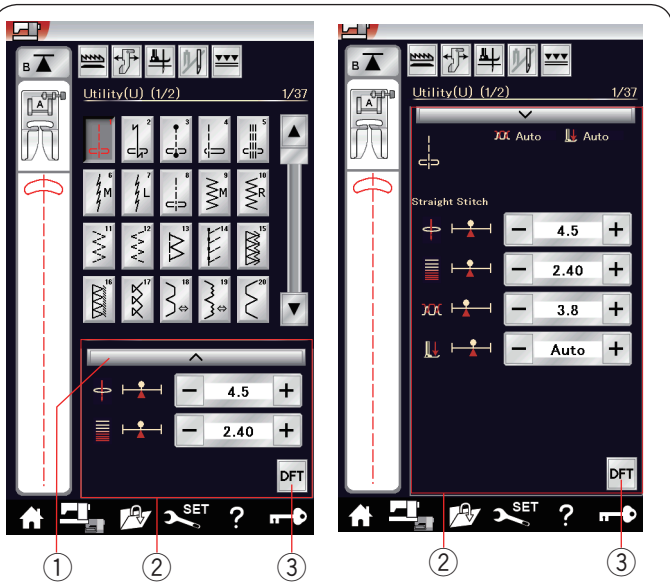 B
Utility(U) (1/2) 1/37
A
1 2 3 4 5
6 M 7 L 8 9 M 10 R
11 12 13 14 15
16 17 18 19 20
− 4.5 +
− 2.40 +
DFT
SET ?
1 2 3
B
Utility(U) (1/2) 1/37
A
Auto Auto
Straight Stitch
− 4.5 +
− 2.40 +
− 3.8 +
− Auto +
DFT
SET ?
2 3